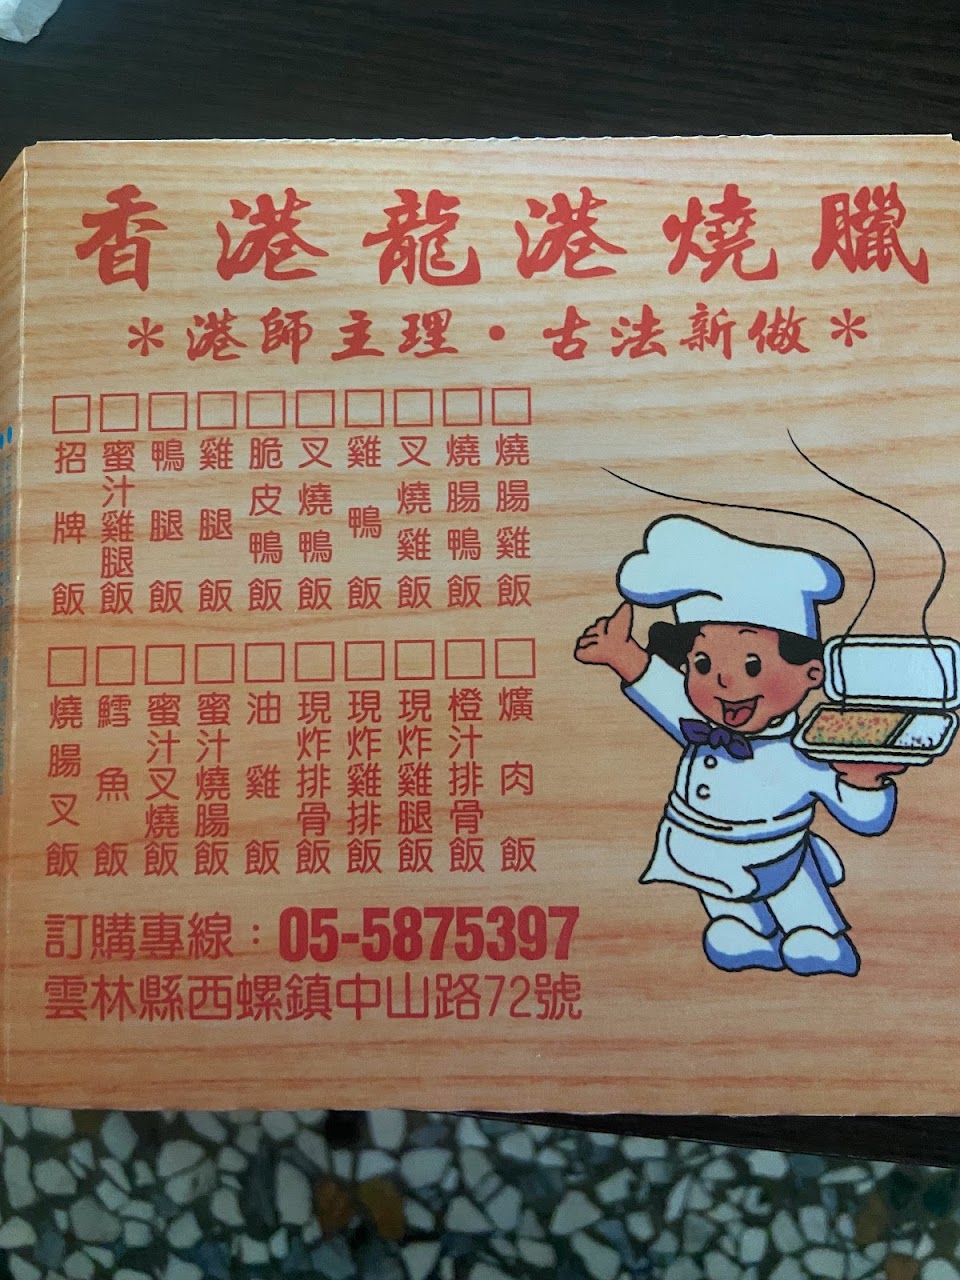 香港龍港燒臘
＊港師主理・古法新做＊
□招牌飯
□蜜汁雞腿飯
□鴨腿飯
□雞腿飯
□脆皮鴨飯
□叉燒鴨飯
□雞鴨飯
□叉燒雞飯
□燒腸鴨飯
□燒腸雞飯
□燒腸叉飯
□鱈魚飯
□蜜汁叉燒飯
□蜜汁燒腸飯
□油雞飯
□現炸排骨飯
□現炸雞排飯
□現炸雞腿飯
□橙汁排骨飯
□爌肉飯
訂購專線：05-5875397
雲林縣西螺鎮中山路72號